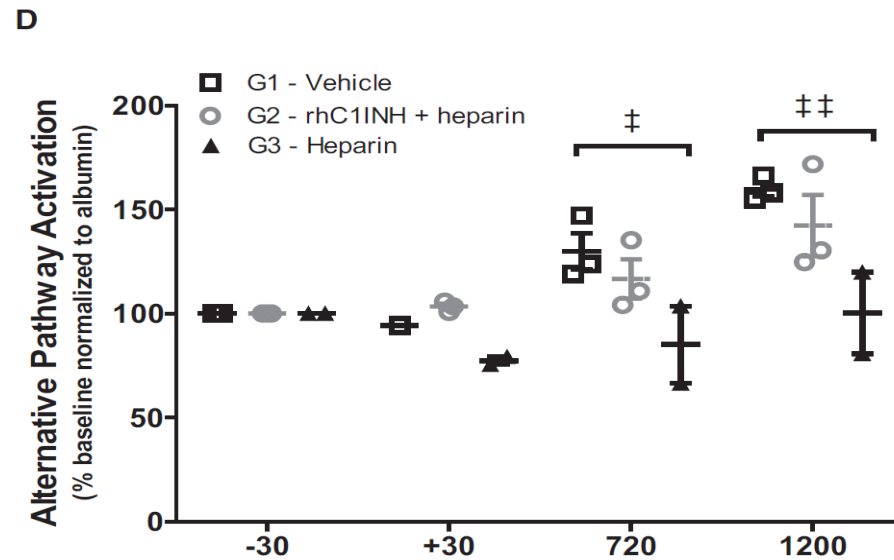 D
G1 - Vehicle
G2 - rhC1INH + heparin
G3 - Heparin
Alternative Pathway Activation
(% baseline normalized to albumin)
200
150
100
50
0
‡
‡‡
-30
+30
720
1200